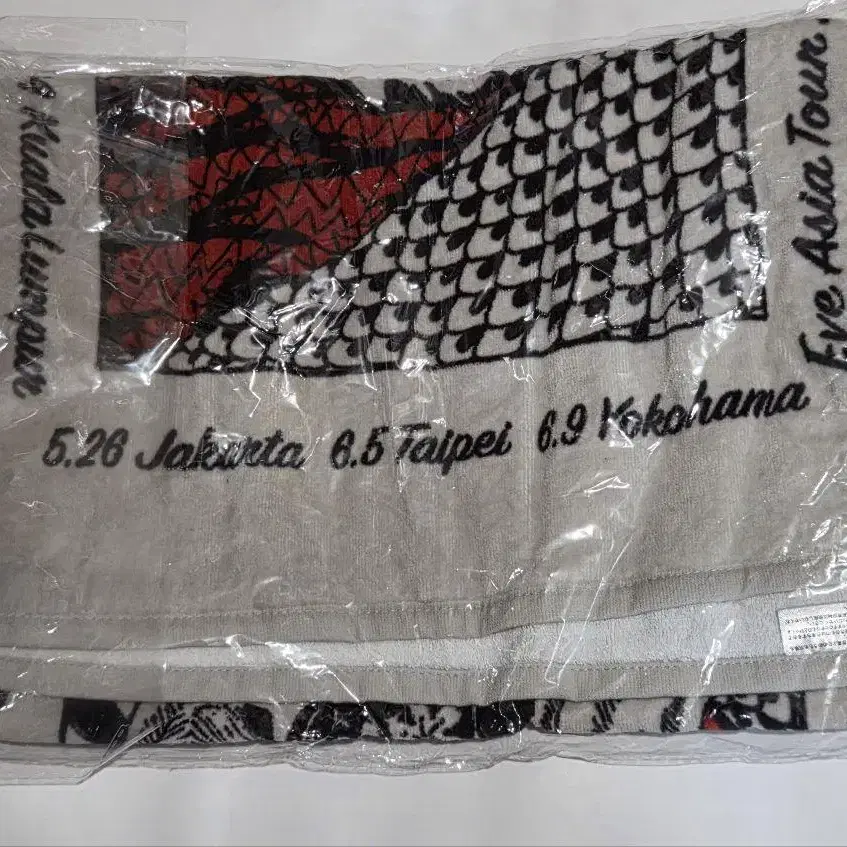 Kuala Lumpur
Eve Asia Tour
5.26 Jakarta 6.5 Taipei 6.9 Yokohama